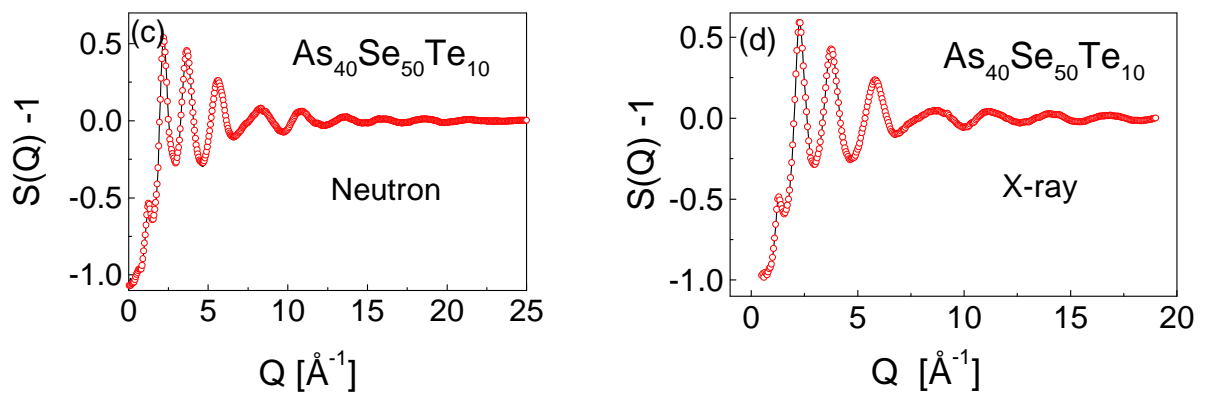 (c)
As40Se50Te10
0.5
0.0
-0.5
-1.0
S(Q) -1
Neutron
0 5 10 15 20 25
Q [Å-1]
(d)
As40Se50Te10
0.5
0.0
-0.5
-1.0
S(Q) -1
X-ray
0 5 10 15 20
Q [Å-1]